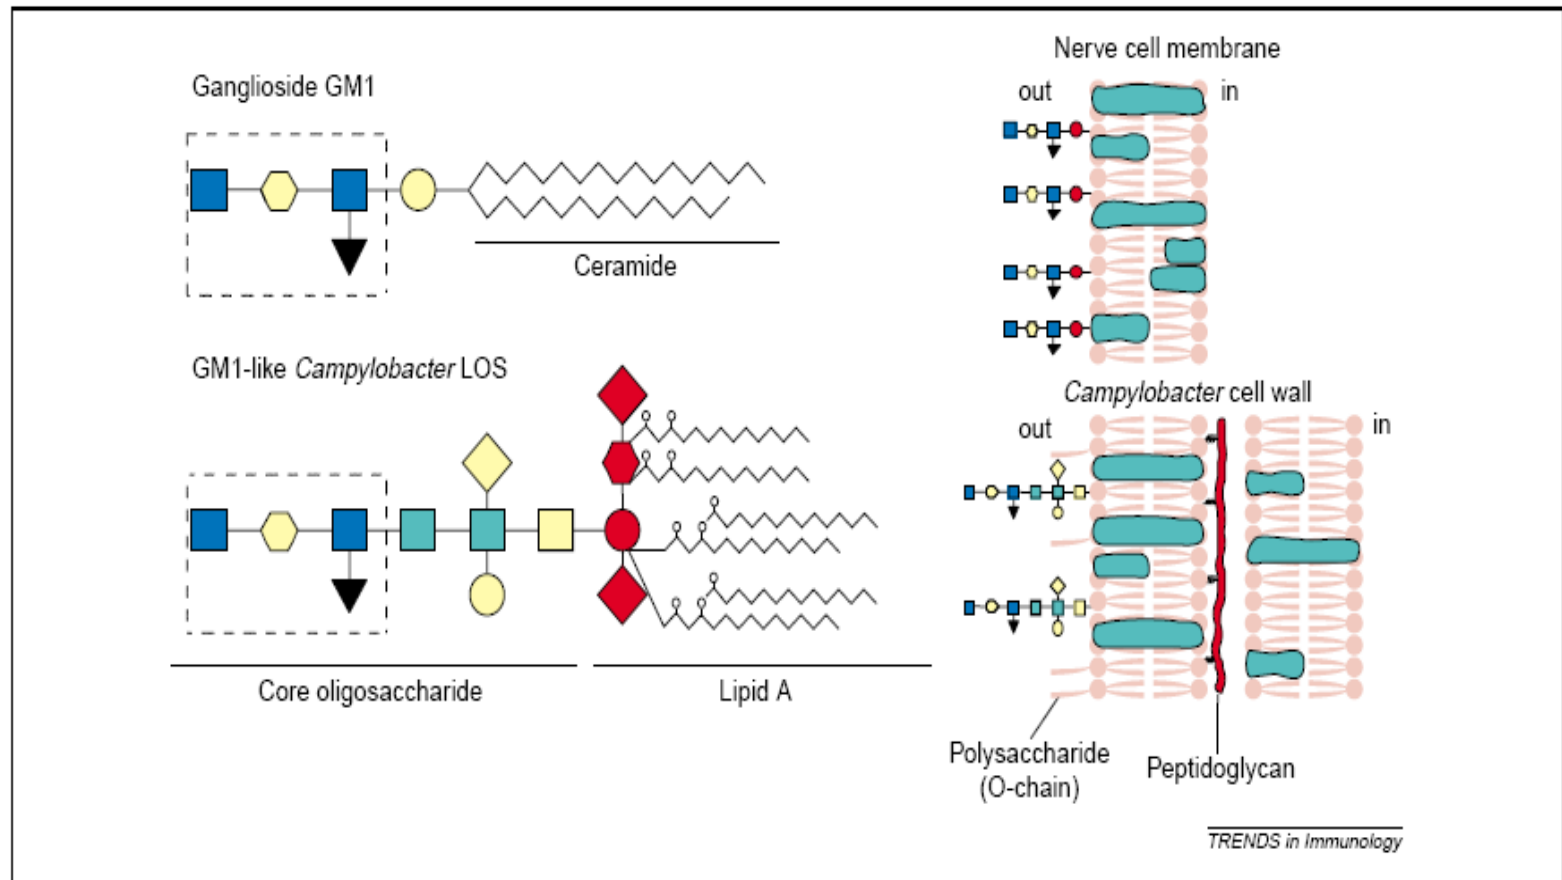 Nerve cell membrane
Ganglioside GM1
out
in
Ceramide
GM1-like Campylobacter LOS
Campylobacter cell wall
out
in
Core oligosaccharide
Lipid A
Polysaccharide
(O-chain)
Peptidoglycan
TRENDS in Immunology